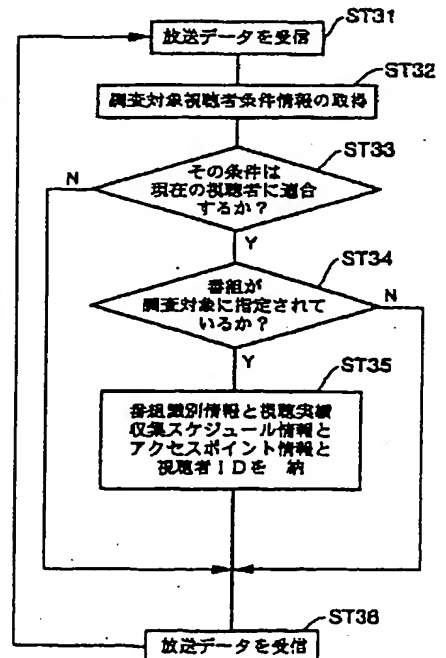 ST31
放送データを受信
ST32
調査対象視聴者条件情報の取得
ST33
その条件は
現在の視聴者に適合
するか?
N
Y
ST34
番組が
調査対象に指定されて
いるか?
N
Y
ST35
番組識別情報と視聴実績
収集スケジュール情報と
アクセスポイント情報と
視聴者IDを 納
ST36
放送データを受信